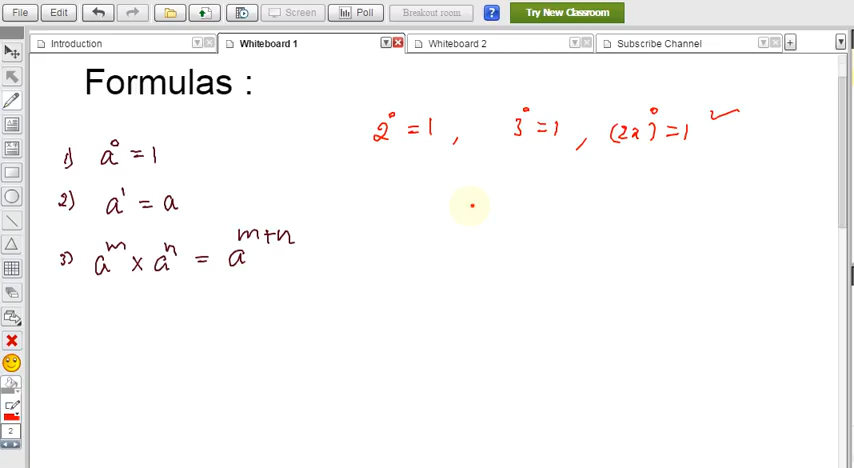 File Edit Screen Poll Breakout room ? Try New Classroom
Introduction Whiteboard 1 Whiteboard 2 Subscribe Channel +
Formulas :
2⁰ = 1 , 3⁰ = 1 , (2x)⁰ = 1 ✓
1) a⁰ = 1
2) a¹ = a
3) aᵐ × aⁿ = aᵐ⁺ⁿ
2